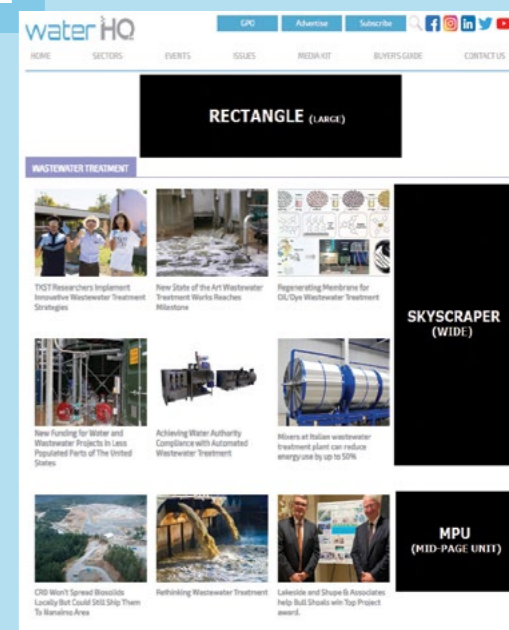 water HQ
GPO Advertise Subscribe
HOME SECTORS EVENTS ISSUES MEDIA KIT BUYERS GUIDE CONTACT US
RECTANGLE (LARGE)
WASTEWATER TREATMENT
TXST Researchers Implement
Innovative Wastewater Treatment
Strategies
New State of the Art Wastewater
Treatment Works Reaches
Milestone
Regenerating Membrane for
Oil/Dye Wastewater Treatment
SKYSCRAPER
(WIDE)
New Funding for Water and
Wastewater Projects in Less
Populated Parts of The United
States
Achieving Water Authority
Compliance with Automated
Wastewater Treatment
Mixers at Italian wastewater
treatment plant can reduce
energy use by up to 50%
MPU
(MID-PAGE UNIT)
CRD Won't Spread Biosolids
Locally But Could Still Ship Them
To Nanaimo Area
Rethinking Wastewater Treatment
Lakeside and Shupe & Associates
help Bull Shoals win Top Project
award.